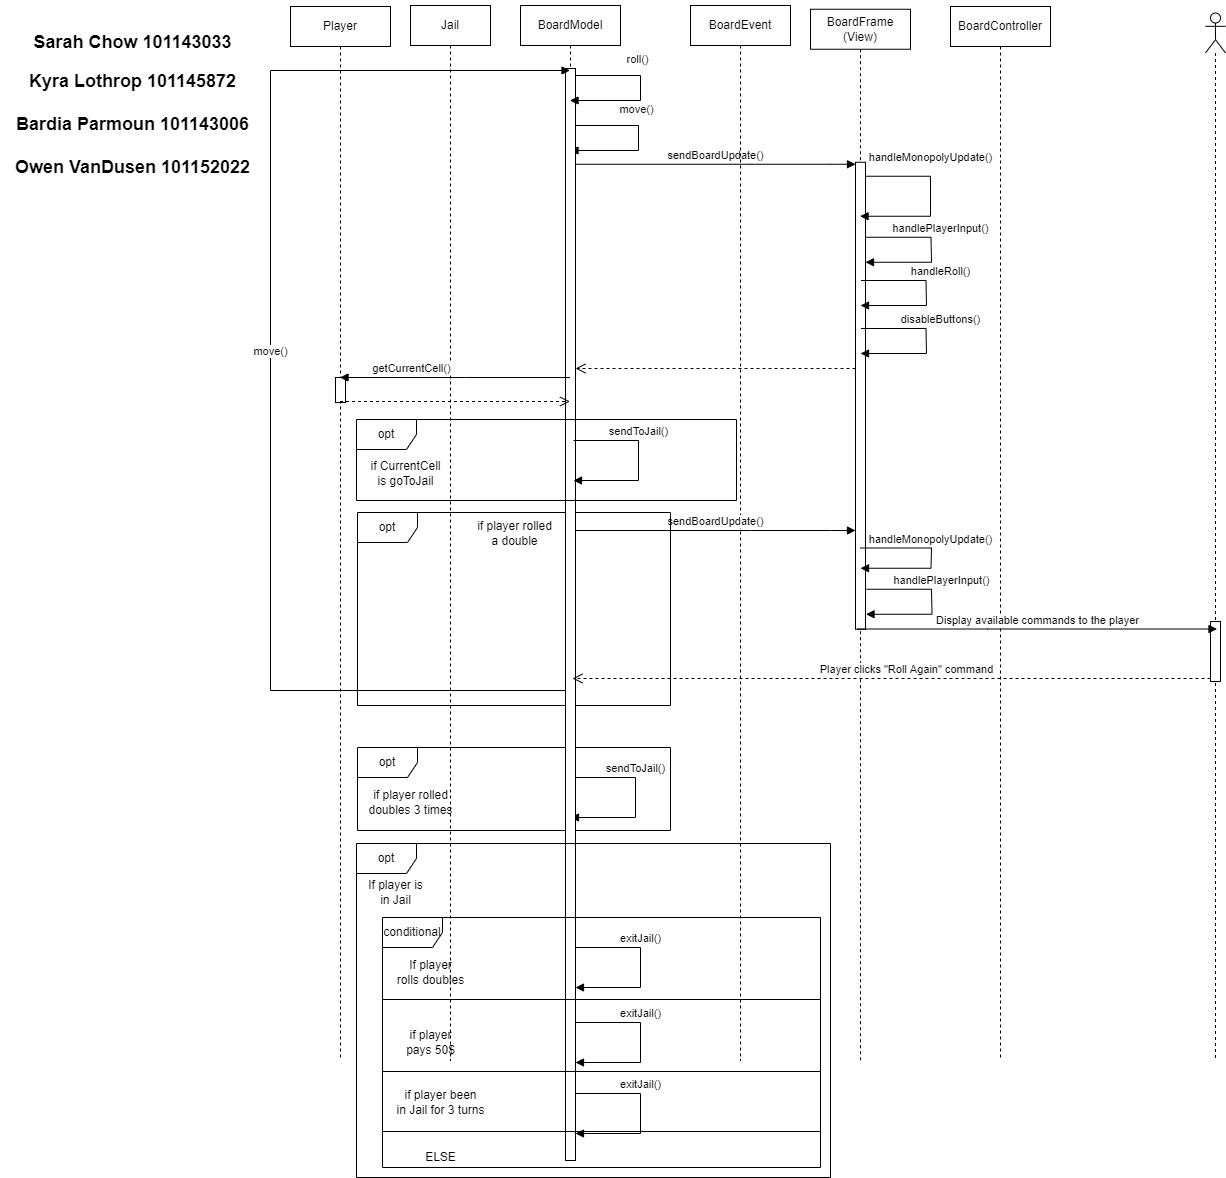 Player
Jail
BoardModel
BoardEvent
BoardFrame
(View)
BoardController
Sarah Chow 101143033
Kyra Lothrop 101145872
Bardia Parmoun 101143006
Owen VanDusen 101152022
roll()
move()
sendBoardUpdate()
handleMonopolyUpdate()
handlePlayerInput()
handleRoll()
disableButtons()
move()
getCurrentCell()
opt
sendToJail()
if CurrentCell
is goToJail
opt
if player rolled
a double
sendBoardUpdate()
handleMonopolyUpdate()
handlePlayerInput()
Display available commands to the player
Player clicks "Roll Again" command
opt
sendToJail()
if player rolled
doubles 3 times
opt
If player is
in Jail
conditional
exitJail()
If player
rolls doubles
exitJail()
if player
pays 50$
exitJail()
if player been
in Jail for 3 turns
ELSE